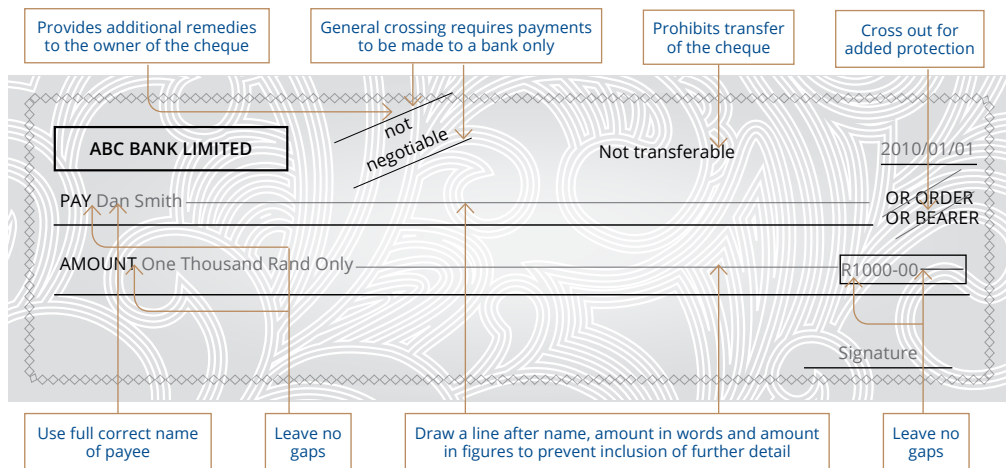 Provides additional remedies
to the owner of the cheque
General crossing requires payments
to be made to a bank only
Prohibits transfer
of the cheque
Cross out for
added protection
ABC BANK LIMITED
not
negotiable
Not transferable
2010/01/01
PAY Dan Smith
OR ORDER
OR BEARER
AMOUNT One Thousand Rand Only
R1000-00
Signature
Use full correct name
of payee
Leave no
gaps
Draw a line after name, amount in words and amount
in figures to prevent inclusion of further detail
Leave no
gaps